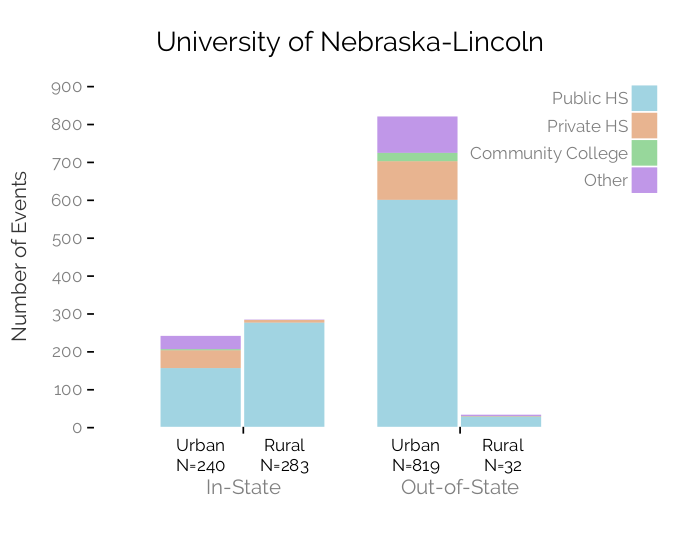 University of Nebraska-Lincoln
Number of Events
900
800
700
600
500
400
300
200
100
0
Public HS
Private HS
Community College
Other
Urban Rural Urban Rural
N=240 N=283 N=819 N=32
In-State Out-of-State